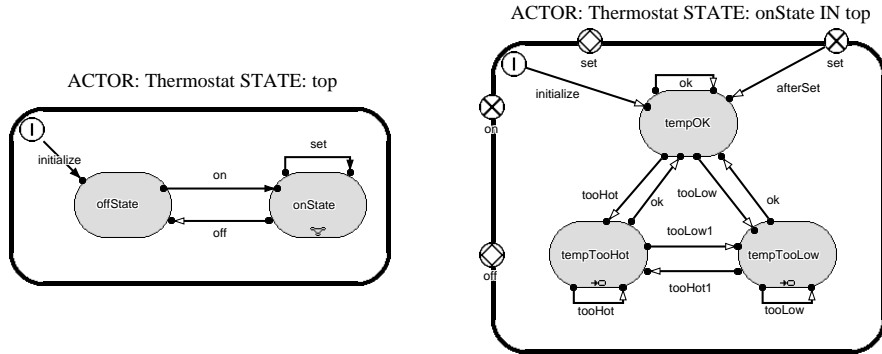 ACTOR: Thermostat STATE: onState IN top
ACTOR: Thermostat STATE: top
I
initialize
set
on
offState
onState
off
I
set
set
initialize
ok
afterSet
on
tempOK
tooHot
tooLow
ok
ok
tooLow1
tempTooHot
tempTooLow
off
tooHot1
tooHot
tooLow